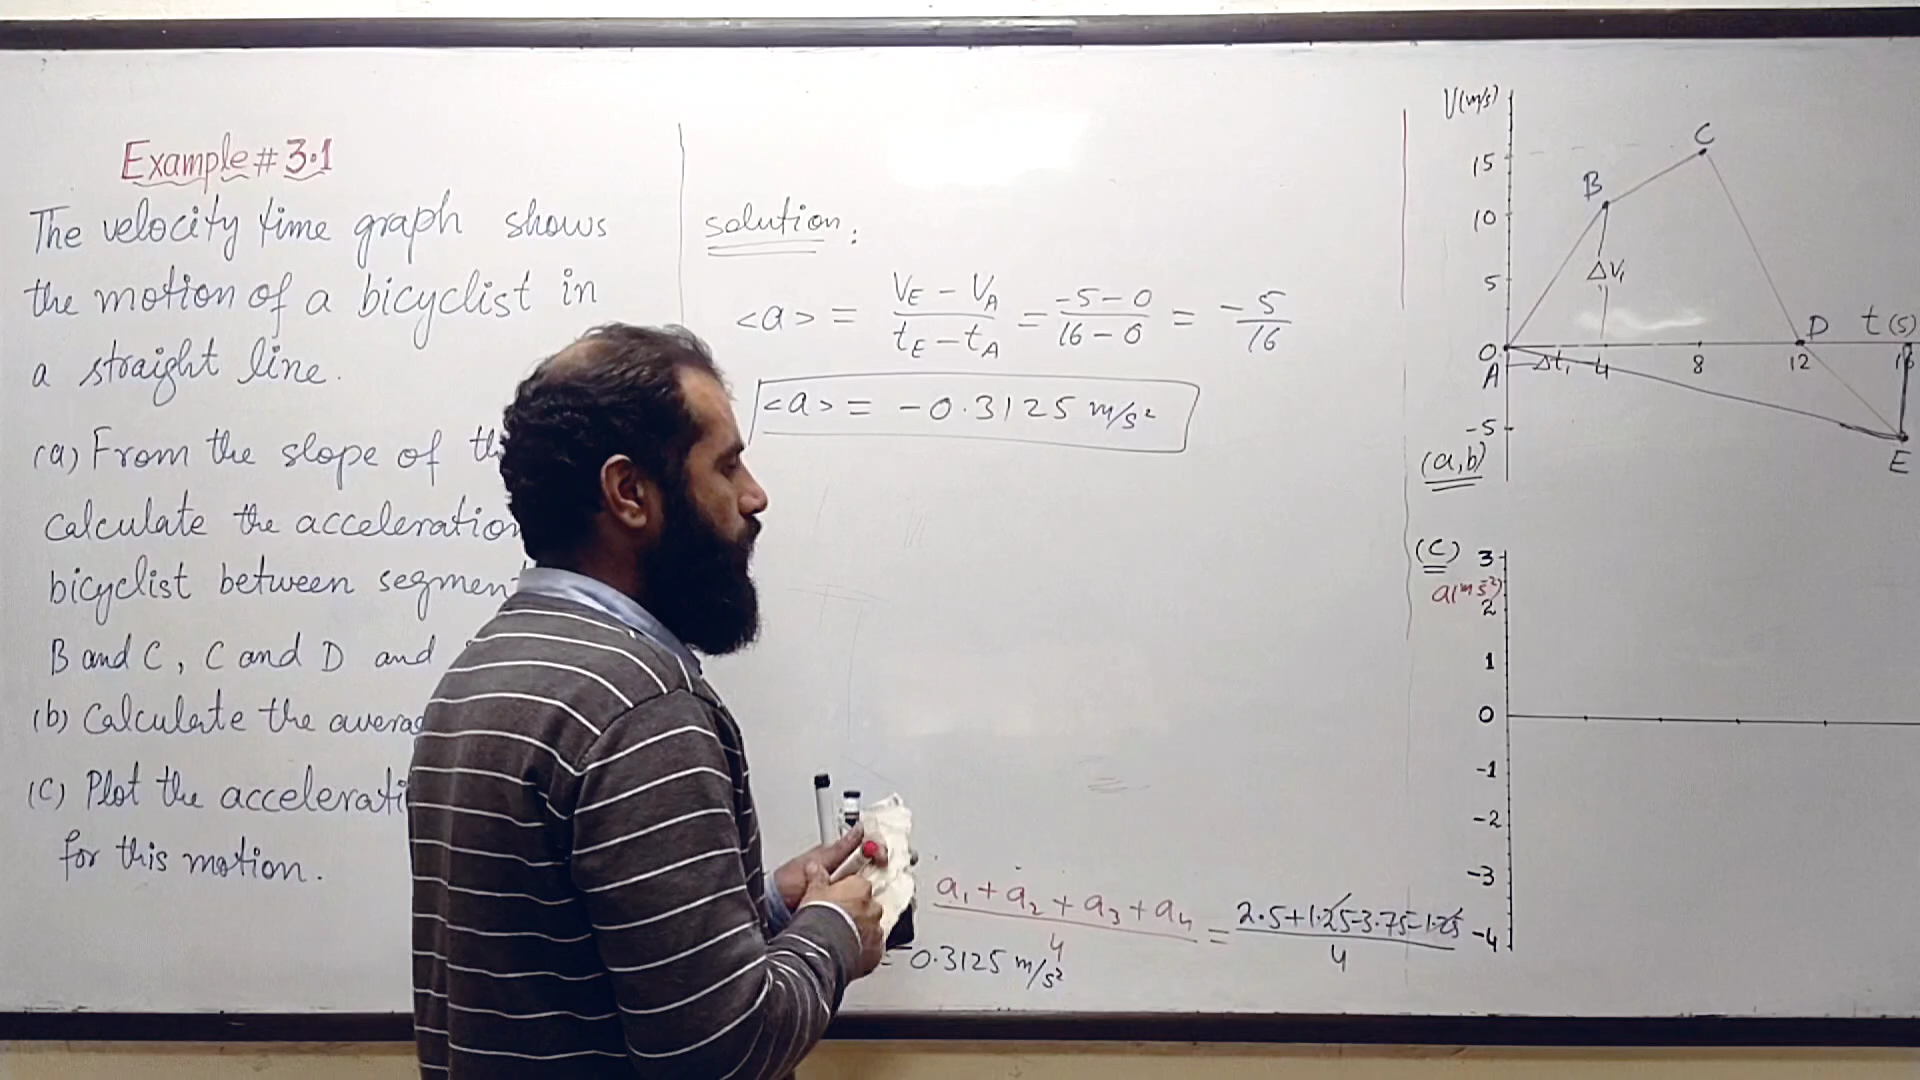 Example # 3.1
The velocity time graph shows
the motion of a bicyclist in
a straight line.
(a) From the slope of
calculate the acceleration
bicyclist between segment
B and C, C and D and
(b) Calculate the
(c) Plot the
for this motion.
solution:
<a> = VE - VA / tE - tA = -5 - 0 / 16 - 0 = -5 / 16
<a> = -0.3125 m/s²
a1 + a2 + a3 + a4 / 4 = 2.5+1.25-3.75-1.25 / 4
= 0.3125 m/s²
V(m/s)
15
10
5
0
-5
A
B
C
D
E
ΔV1
Δt1
4
8
12
16
t(s)
(a,b)
(c)
a(ms⁻²)
3
2
1
0
-1
-2
-3
-4